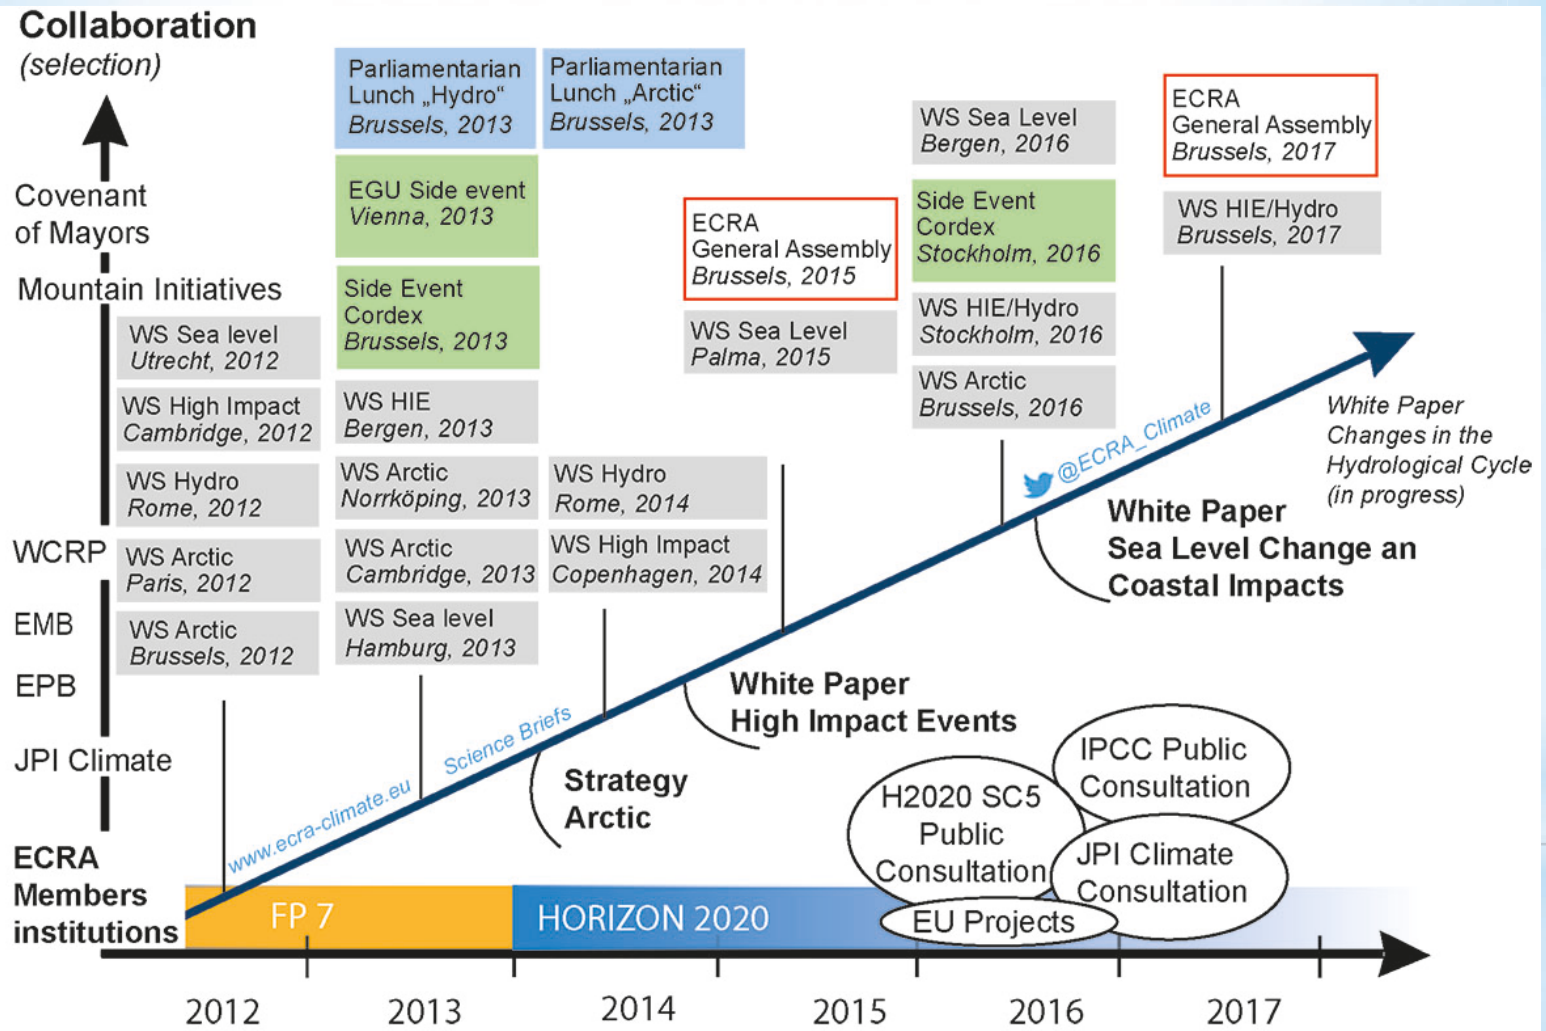 Collaboration
(selection)
Covenant
of Mayors
Mountain Initiatives
WCRP
EMB
EPB
JPI Climate
ECRA
Members
institutions
WS Sea level
Utrecht, 2012
WS High Impact
Cambridge, 2012
WS Hydro
Rome, 2012
WS Arctic
Paris, 2012
WS Arctic
Brussels, 2012
Parliamentarian
Lunch „Hydro“
Brussels, 2013
EGU Side event
Vienna, 2013
Side Event
Cordex
Brussels, 2013
WS HIE
Bergen, 2013
WS Arctic
Norrköping, 2013
WS Arctic
Cambridge, 2013
WS Sea level
Hamburg, 2013
Parliamentarian
Lunch „Arctic“
Brussels, 2013
WS Hydro
Rome, 2014
WS High Impact
Copenhagen, 2014
ECRA
General Assembly
Brussels, 2015
WS Sea Level
Palma, 2015
WS Sea Level
Bergen, 2016
Side Event
Cordex
Stockholm, 2016
WS HIE/Hydro
Stockholm, 2016
WS Arctic
Brussels, 2016
ECRA
General Assembly
Brussels, 2017
WS HIE/Hydro
Brussels, 2017
www.ecra-climate.eu
Science Briefs
@ECRA_Climate
White Paper
Changes in the
Hydrological Cycle
(in progress)
White Paper
Sea Level Change an
Coastal Impacts
White Paper
High Impact Events
Strategy
Arctic
IPCC Public
Consultation
H2020 SC5
Public
Consultation
JPI Climate
Consultation
EU Projects
FP 7
HORIZON 2020
2012
2013
2014
2015
2016
2017